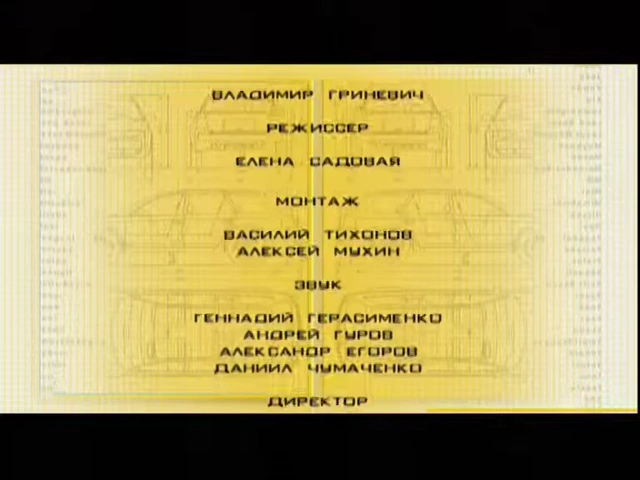 ВЛАДИМИР ГРИНЕВИЧ
РЕЖИССЕР
ЕЛЕНА САДОВАЯ
МОНТАЖ
ВАСИЛИЙ ТИХОНОВ
АЛЕКСЕЙ МУХИН
ЗВУК
ГЕННАДИЙ ГЕРАСИМЕНКО
АНДРЕЙ ГУРОВ
АЛЕКСАНДР ЕГОРОВ
ДАНИИЛ ЧУМАЧЕНКО
ДИРЕКТОР